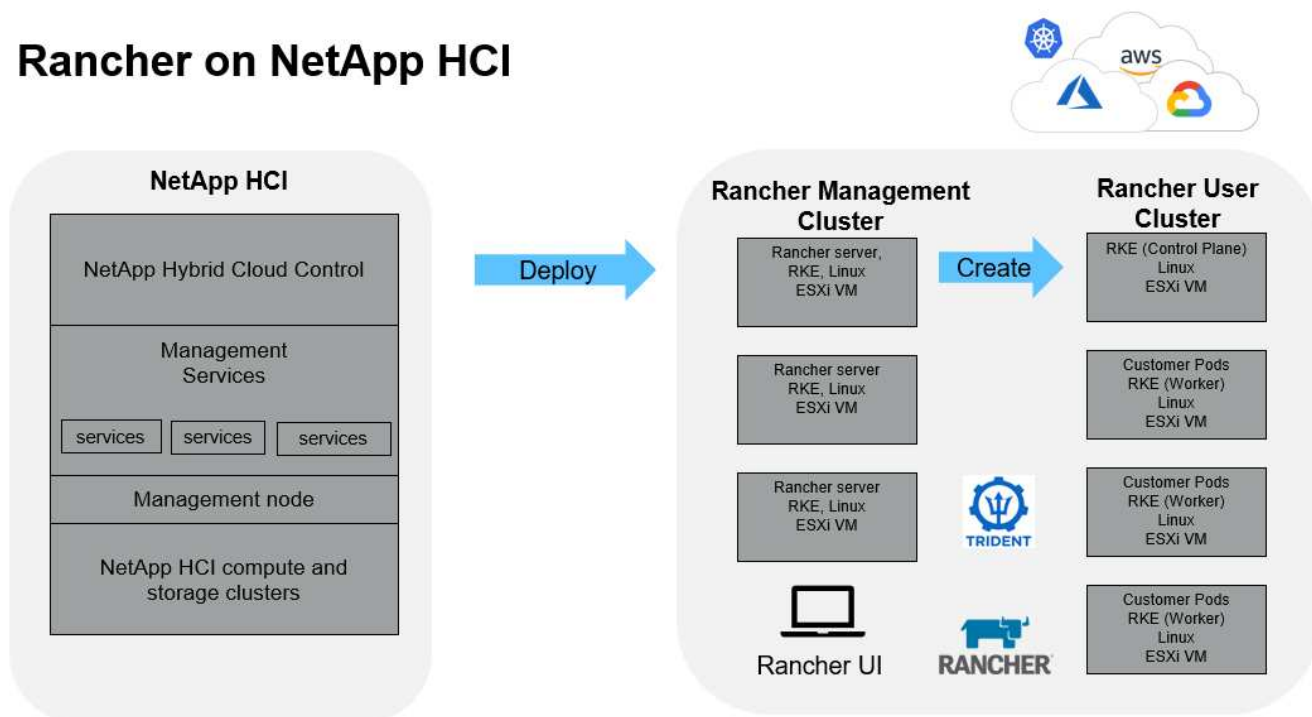 Rancher on NetApp HCI
aws
NetApp HCI
NetApp Hybrid Cloud Control
Management
Services
services
services
services
Management node
NetApp HCI compute and
storage clusters
Deploy
Rancher Management
Cluster
Rancher server,
RKE, Linux
ESXi VM
Rancher server
RKE, Linux
ESXi VM
Rancher server
RKE, Linux
ESXi VM
Rancher UI
Create
TRIDENT
RANCHER
Rancher User
Cluster
RKE (Control Plane)
Linux
ESXi VM
Customer Pods
RKE (Worker)
Linux
ESXi VM
Customer Pods
RKE (Worker)
Linux
ESXi VM
Customer Pods
RKE (Worker)
Linux
ESXi VM